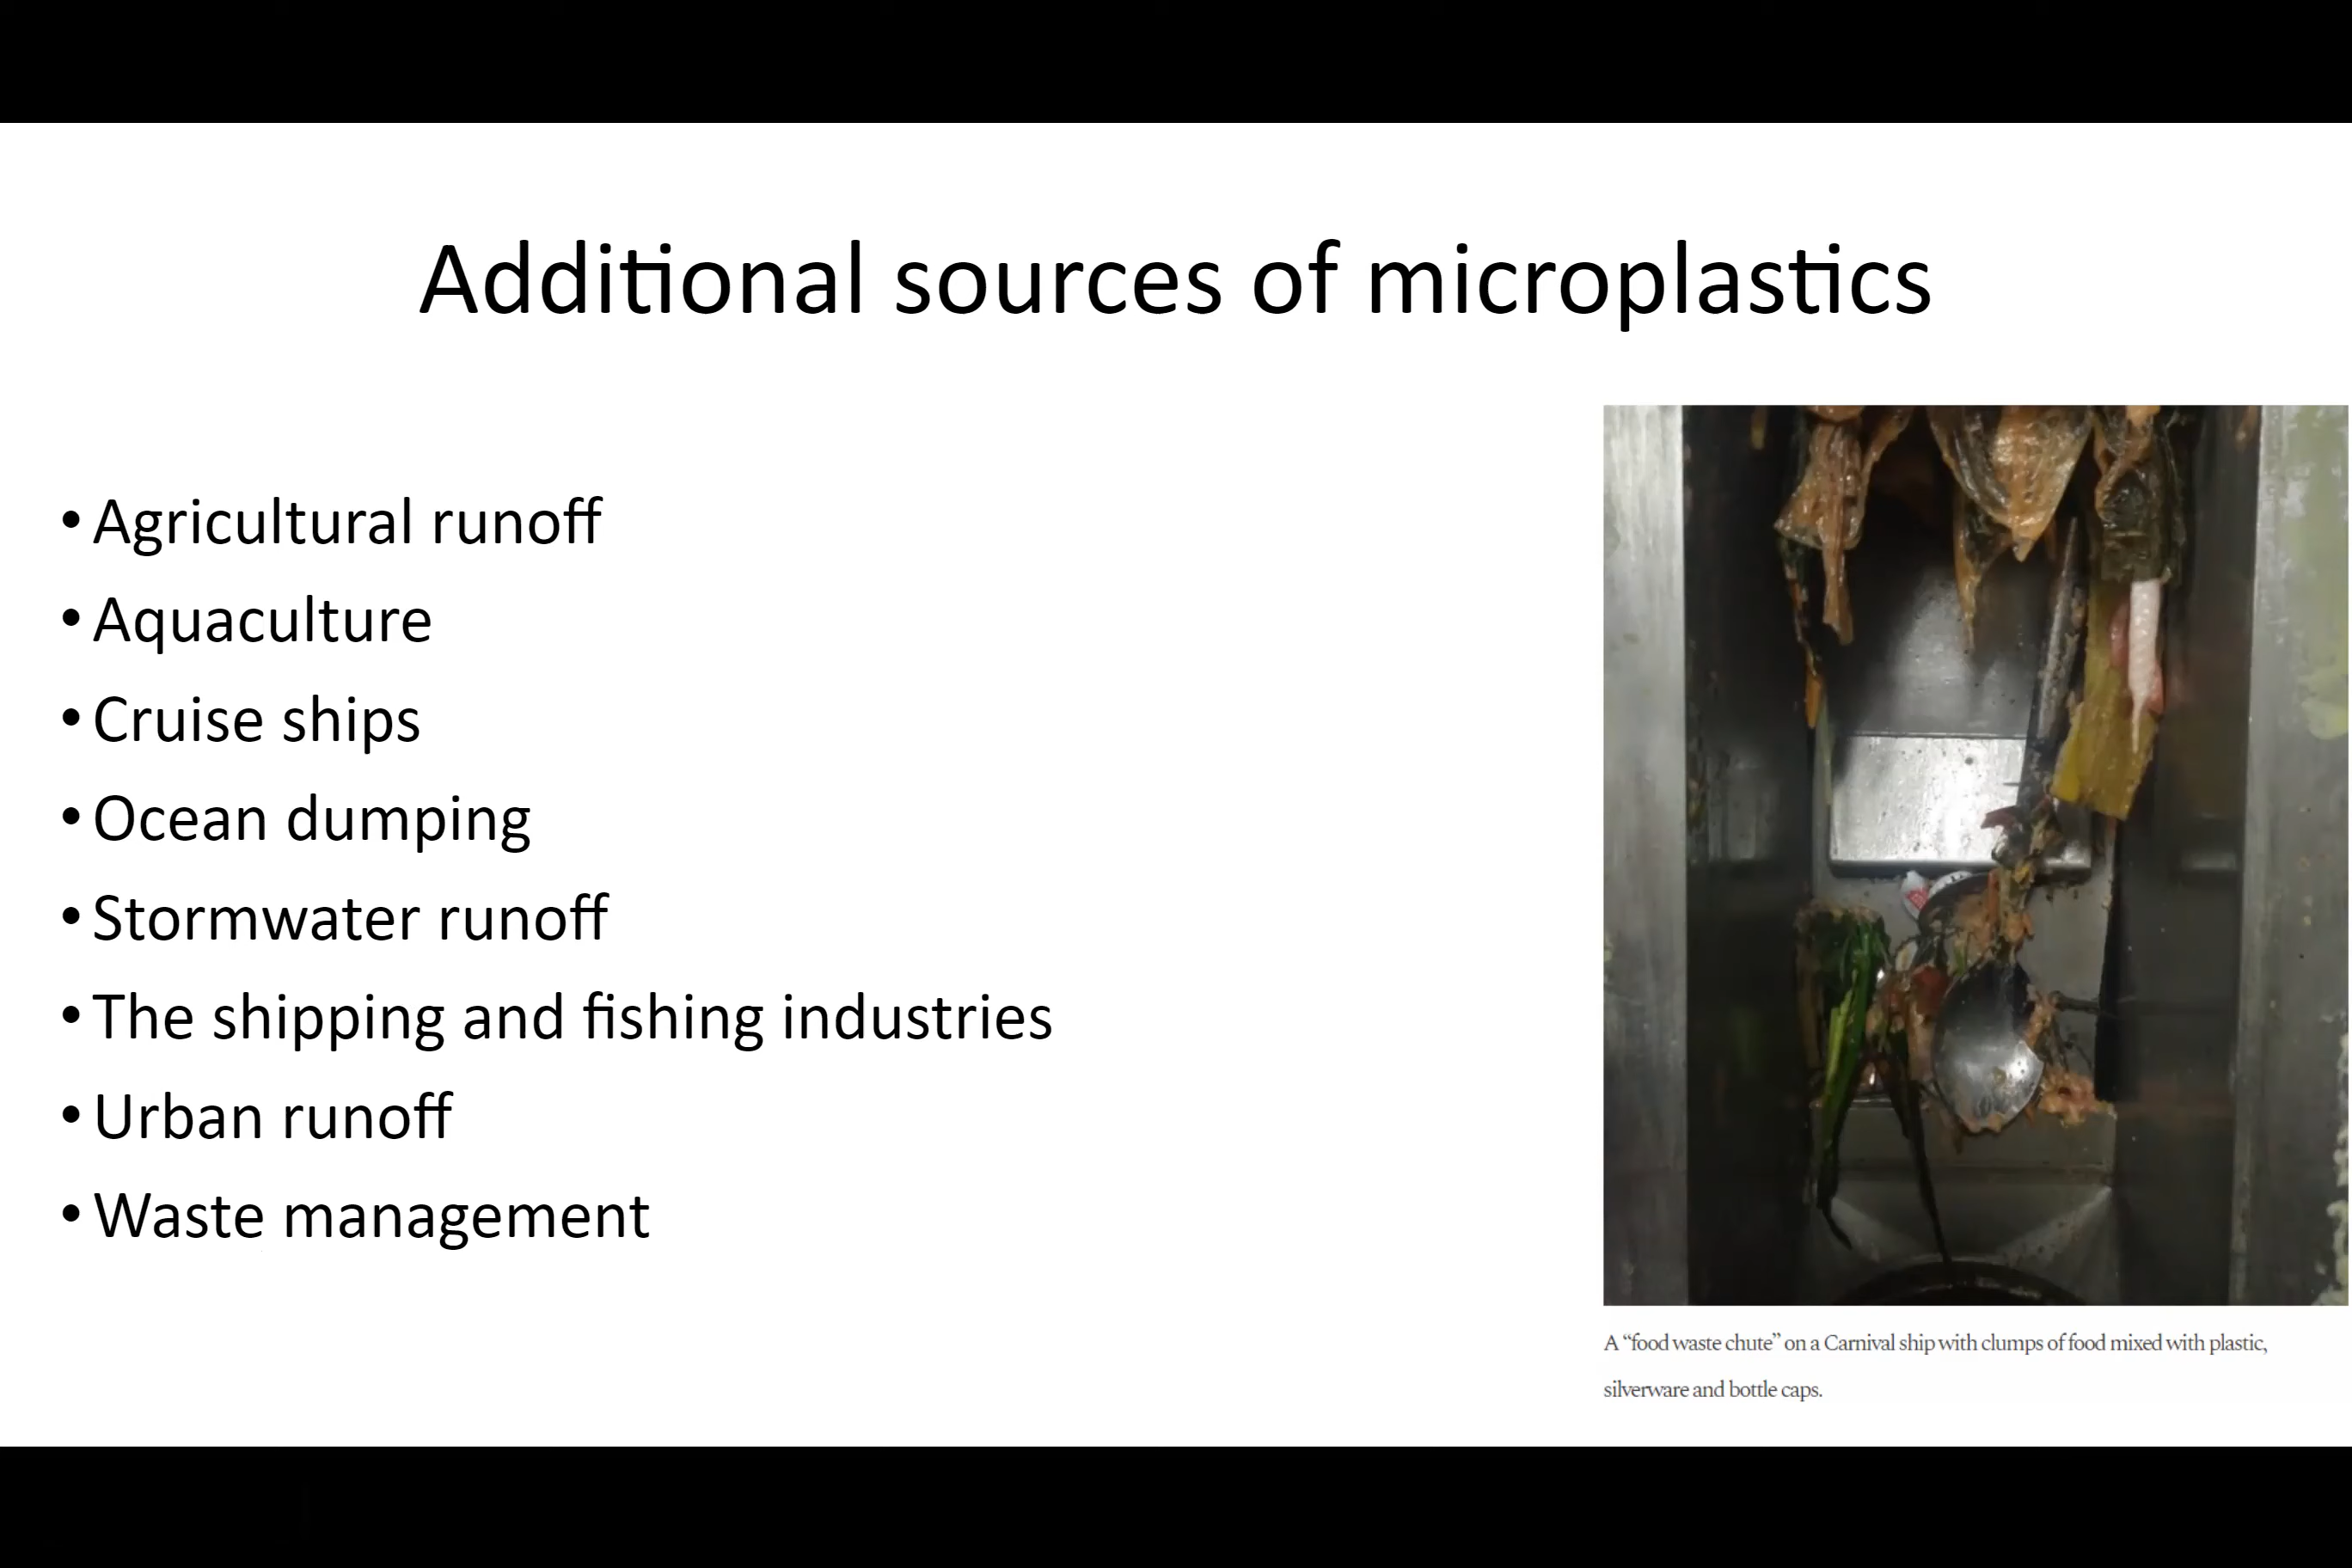 Additional sources of microplastics
• Agricultural runoff
• Aquaculture
• Cruise ships
• Ocean dumping
• Stormwater runoff
• The shipping and fishing industries
• Urban runoff
• Waste management
A “food waste chute” on a Carnival ship with clumps of food mixed with plastic,
silverware and bottle caps.